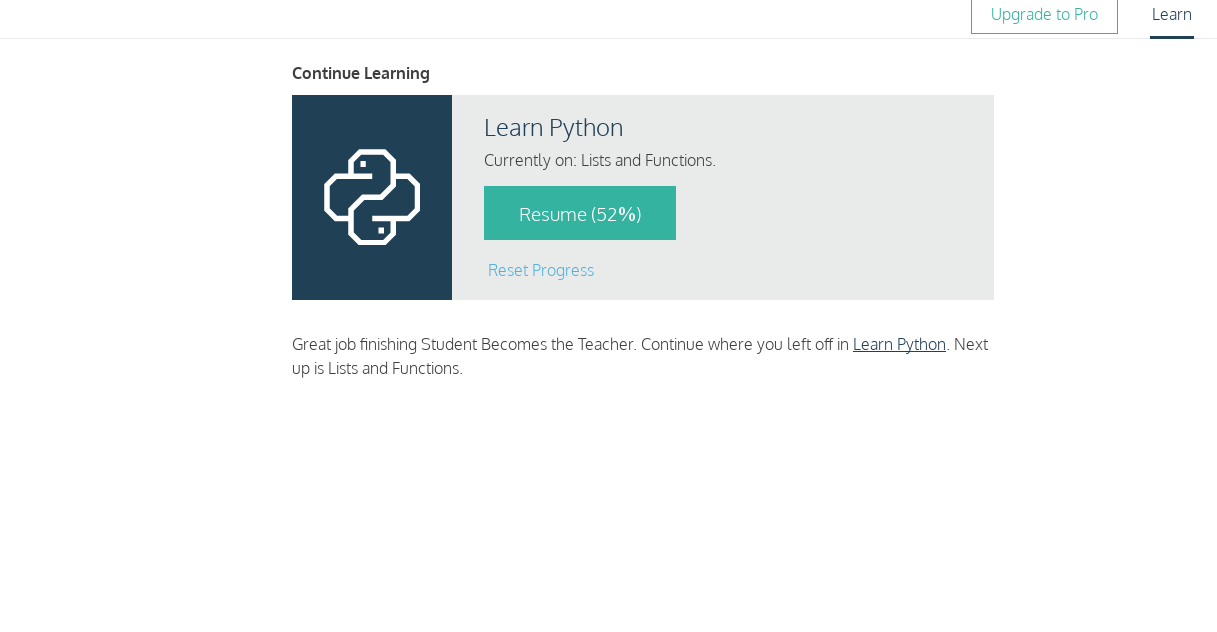 Upgrade to Pro
Learn
Continue Learning
Learn Python
Currently on: Lists and Functions.
Resume (52%)
Reset Progress
Great job finishing Student Becomes the Teacher. Continue where you left off in Learn Python. Next
up is Lists and Functions.